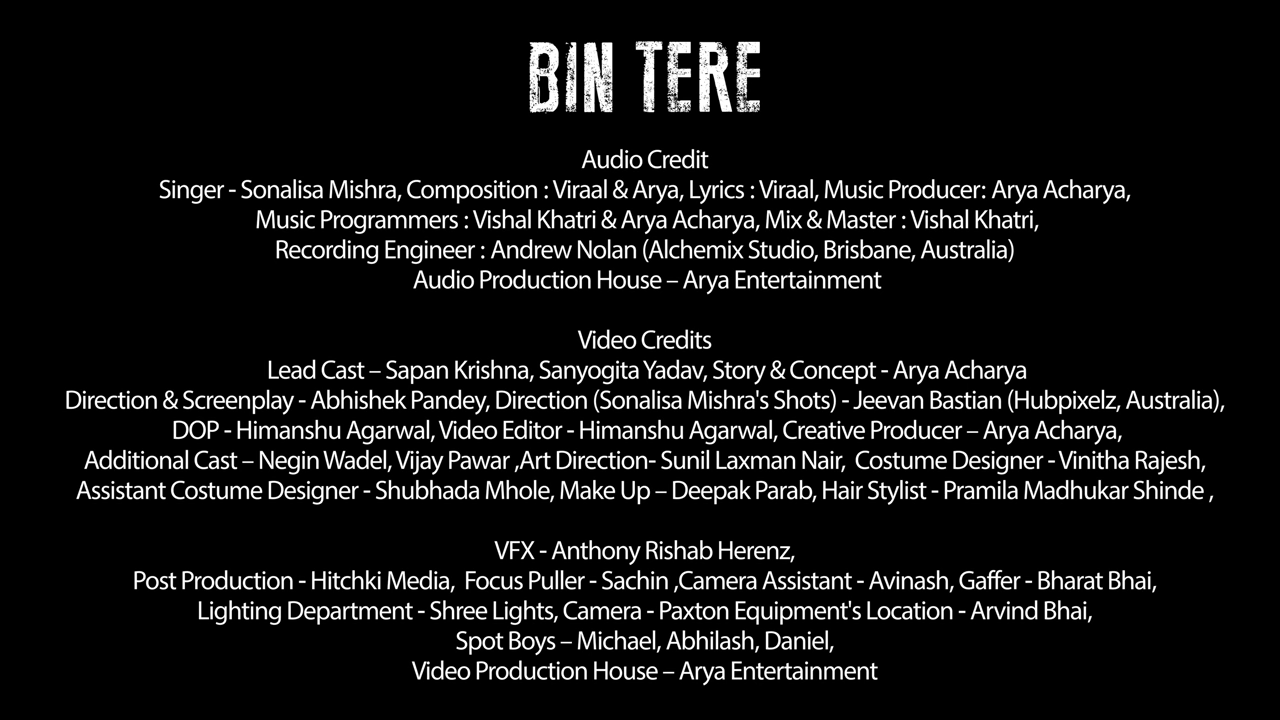 BIN TERE
Audio Credit
Singer - Sonalisa Mishra, Composition : Viraal & Arya, Lyrics : Viraal, Music Producer: Arya Acharya,
Music Programmers : Vishal Khatri & Arya Acharya, Mix & Master : Vishal Khatri,
Recording Engineer : Andrew Nolan (Alchemix Studio, Brisbane, Australia)
Audio Production House – Arya Entertainment
Video Credits
Lead Cast – Sapan Krishna, Sanyogita Yadav, Story & Concept - Arya Acharya
Direction & Screenplay - Abhishek Pandey, Direction (Sonalisa Mishra's Shots) - Jeevan Bastian (Hubpixelz, Australia),
DOP - Himanshu Agarwal, Video Editor - Himanshu Agarwal, Creative Producer – Arya Acharya,
Additional Cast – Negin Wadel, Vijay Pawar ,Art Direction- Sunil Laxman Nair,  Costume Designer - Vinitha Rajesh,
Assistant Costume Designer - Shubhada Mhole, Make Up – Deepak Parab, Hair Stylist - Pramila Madhukar Shinde ,
VFX - Anthony Rishab Herenz,
Post Production - Hitchki Media,  Focus Puller - Sachin ,Camera Assistant - Avinash, Gaffer - Bharat Bhai,
Lighting Department - Shree Lights, Camera - Paxton Equipment's Location - Arvind Bhai,
Spot Boys – Michael, Abhilash, Daniel,
Video Production House – Arya Entertainment